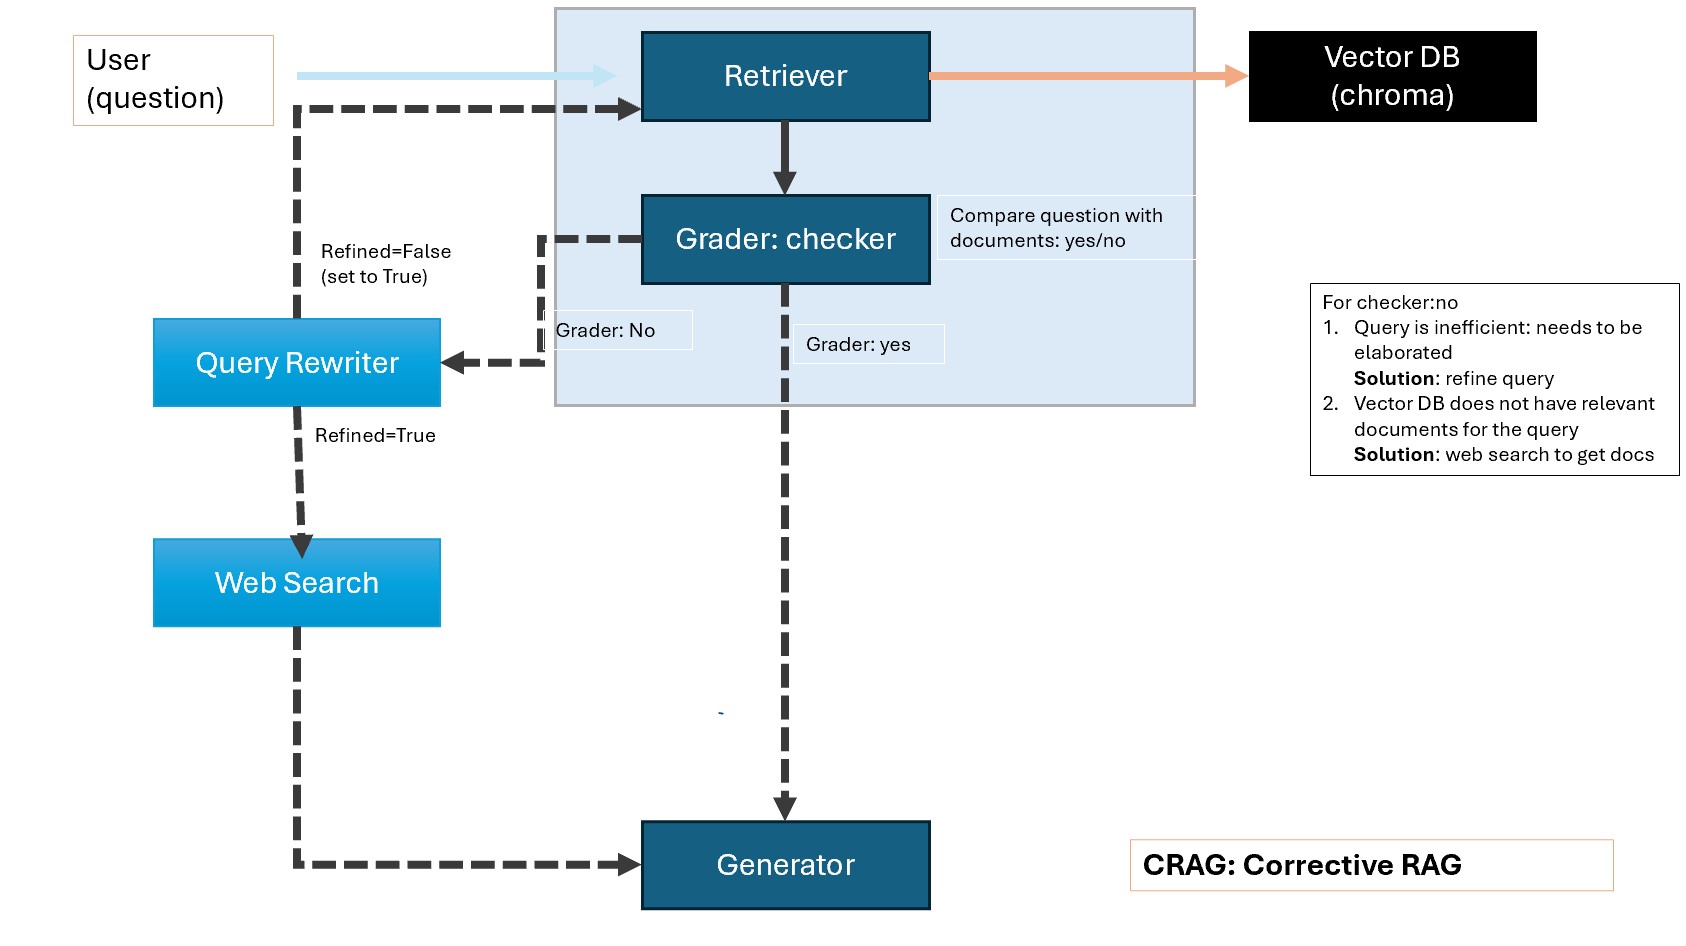 User
(question)
Retriever
Vector DB
(chroma)
Grader: checker
Compare question with
documents: yes/no
Refined=False
(set to True)
Grader: No
Grader: yes
Query Rewriter
For checker:no
1. Query is inefficient: needs to be
elaborated
Solution: refine query
2. Vector DB does not have relevant
documents for the query
Solution: web search to get docs
Refined=True
Web Search
Generator
CRAG: Corrective RAG